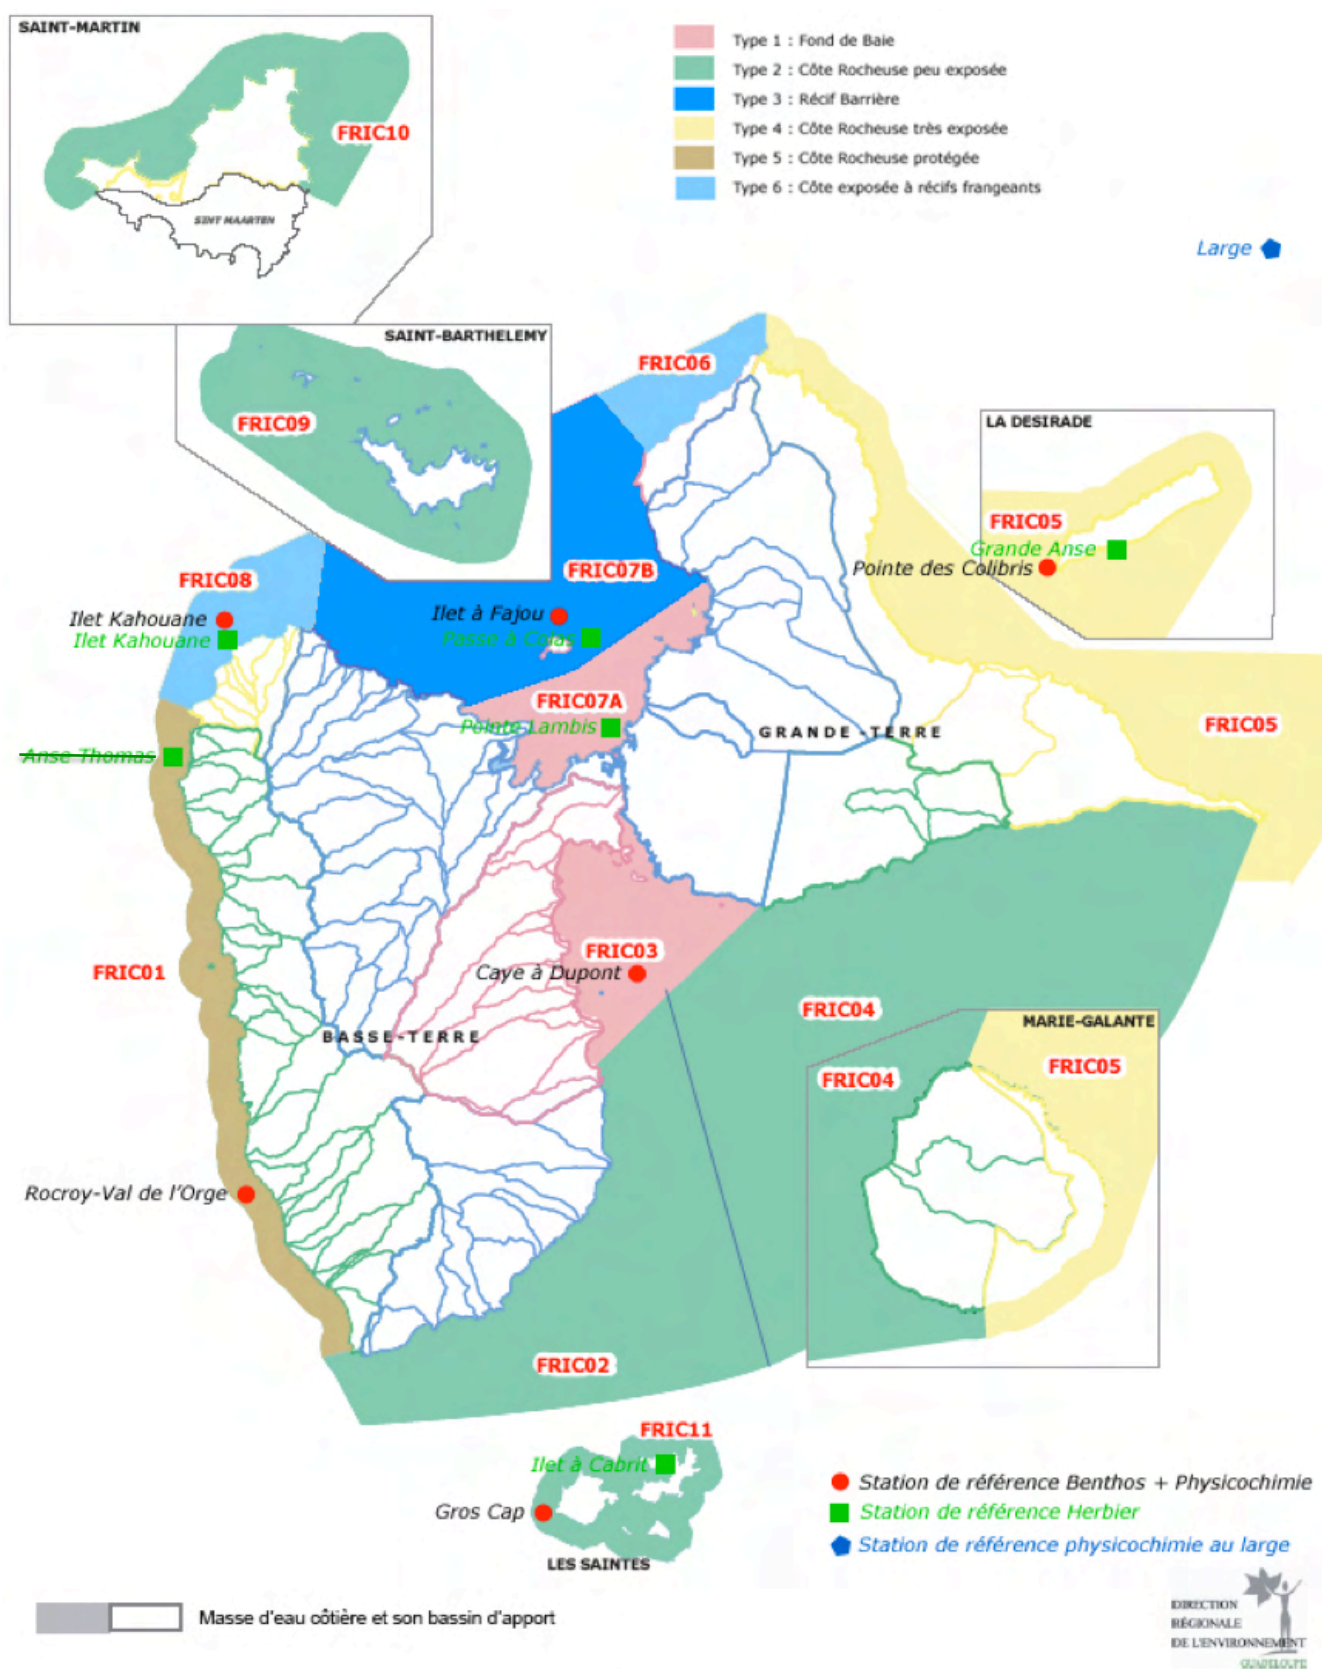 SAINT-MARTIN
FRIC10
SINT MAARTEN
Type 1 : Fond de Baie
Type 2 : Côte Rocheuse peu exposée
Type 3 : Récif Barrière
Type 4 : Côte Rocheuse très exposée
Type 5 : Côte Rocheuse protégée
Type 6 : Côte exposée à récifs frangeants
Large
SAINT-BARTHELEMY
FRIC09
FRIC06
LA DESIRADE
FRIC05
Grande Anse
Pointe des Colibris
FRIC08
Ilet Kahouane
Ilet Kahouane
FRIC07B
Ilet à Fajou
Passe à Colas
FRIC07A
Pointe Lambis
GRANDE-TERRE
FRIC05
Anse Thomas
FRIC03
Caye à Dupont
FRIC01
BASSE-TERRE
FRIC04
MARIE-GALANTE
FRIC04
FRIC05
Rocroy-Val de l'Orge
FRIC02
FRIC11
Ilet à Cabrit
Gros Cap
LES SAINTES
Station de référence Benthos + Physicochimie
Station de référence Herbier
Station de référence physicochimie au large
Masse d'eau côtière et son bassin d'apport
DIRECTION
RÉGIONALE
DE L'ENVIRONNEMENT
GUADELOUPE